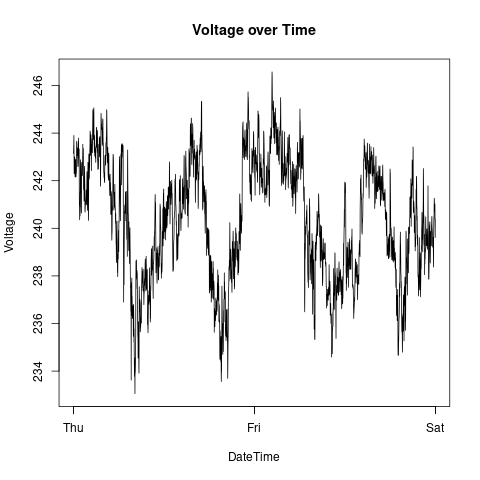 Voltage over Time
Voltage
246
244
242
240
238
236
234
Thu
Fri
Sat
DateTime